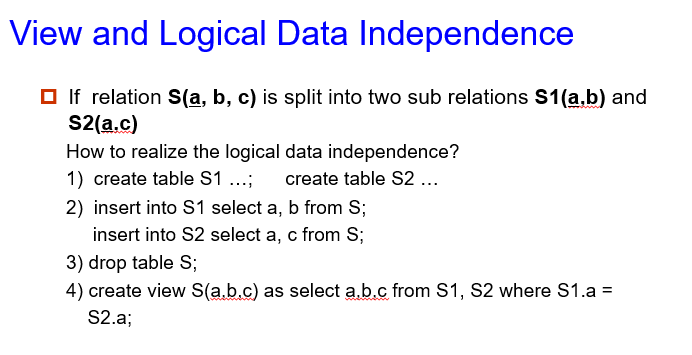 View and Logical Data Independence
If relation S(a, b, c) is split into two sub relations S1(a,b) and
S2(a,c)
How to realize the logical data independence?
1) create table S1 …; create table S2 …
2) insert into S1 select a, b from S;
insert into S2 select a, c from S;
3) drop table S;
4) create view S(a,b,c) as select a,b,c from S1, S2 where S1.a =
S2.a;